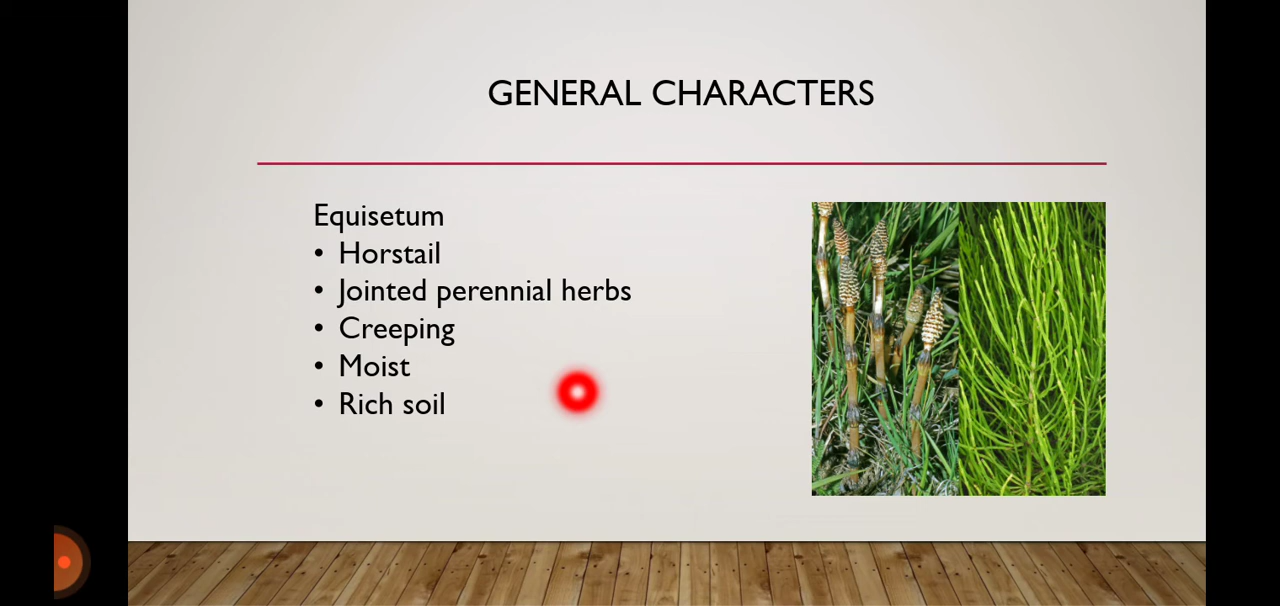 GENERAL CHARACTERS
Equisetum
• Horstail
• Jointed perennial herbs
• Creeping
• Moist
• Rich soil